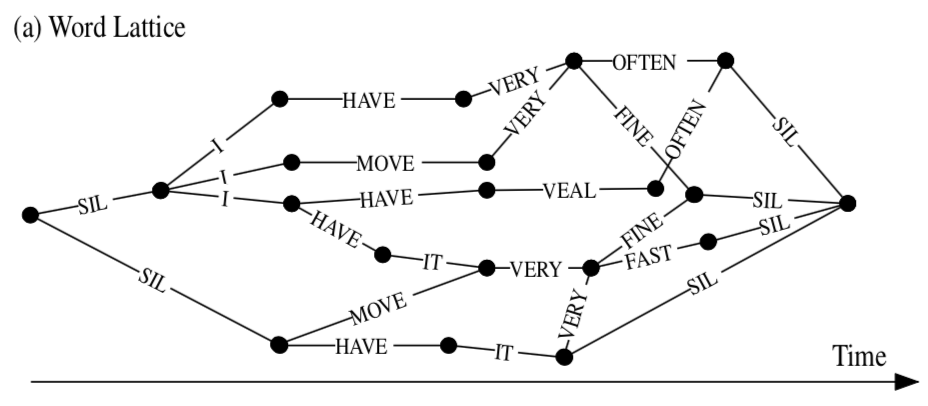 (a) Word Lattice
VERY
OFTEN
HAVE
VERY
FINE
OFTEN
SIL
I
I
MOVE
SIL
I
HAVE
VEAL
SIL
HAVE
IT
VERY
FINE
FAST
SIL
SIL
MOVE
VERY
SIL
HAVE
IT
Time